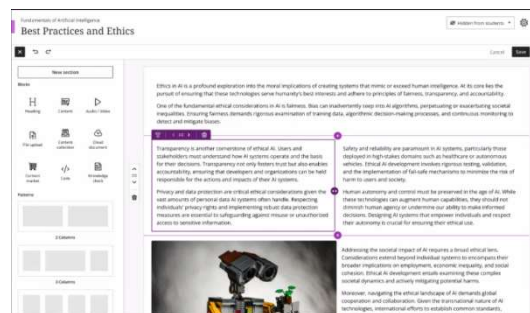 Fundamentals of Artificial Intelligence
Best Practices and Ethics
Hidden from students
Cancel
Save
New section
Blocks
Heading
Content
Audio / Video
File upload
Content collection
Cloud document
Content market
Code
Knowledge check
Patterns
2 Columns
3 Columns
Ethics in AI is a profound exploration into the moral implications of creating systems that mimic or exceed human intelligence. At its core lies the
pursuit of ensuring that these technologies serve humanity's best interests and adhere to principles of fairness, transparency, and accountability.
One of the fundamental ethical considerations in AI is fairness. Bias can inadvertently seep into AI algorithms, perpetuating or exacerbating societal
inequalities. Ensuring fairness demands rigorous examination of training data, algorithmic decision-making processes, and continuous monitoring to
detect and mitigate biases.
Transparency is another cornerstone of ethical AI. Users and
stakeholders must understand how AI systems operate and the basis
for their decisions. Transparency not only fosters trust but also enables
accountability, ensuring that developers and organisations can be held
responsible for the actions and impacts of their AI systems.
Privacy and data protection are critical ethical considerations given the
vast amounts of personal data AI systems often handle. Respecting
individuals' privacy rights and implementing robust data protection
measures are essential to safeguarding against misuse or unauthorised
access to sensitive information.
Safety and reliability are paramount in AI systems, particularly those
deployed in high-stakes domains such as healthcare or autonomous
vehicles. Ethical AI development involves rigorous testing, validation,
and the implementation of fail-safe mechanisms to minimize the risk of
harm to users and society.
Human autonomy and control must be preserved in the age of AI. While
these technologies can augment human capabilities, they should not
diminish human agency or undermine our ability to make informed
decisions. Designing AI systems that empower individuals and respect
their autonomy is crucial for ensuring their ethical use.
Addressing the societal impact of AI requires a broad ethical lens.
Considerations extend beyond individual systems to encompass their
broader implications on employment, economic inequality, and social
cohesion. Ethical AI development entails examining these complex
societal dynamics and actively mitigating potential harms.
Moreover, navigating the ethical landscape of AI demands global
cooperation and collaboration. Given the transnational nature of AI
technologies, international efforts to establish common standards,